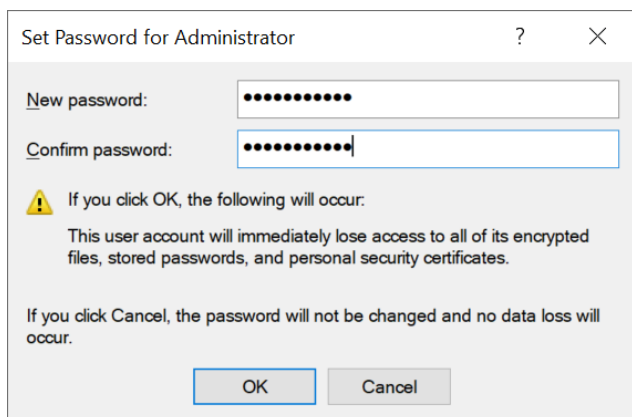 Set Password for Administrator
New password:
•••••••••••
Confirm password:
•••••••••••
If you click OK, the following will occur:
This user account will immediately lose access to all of its encrypted
files, stored passwords, and personal security certificates.
If you click Cancel, the password will not be changed and no data loss will
occur.
OK
Cancel